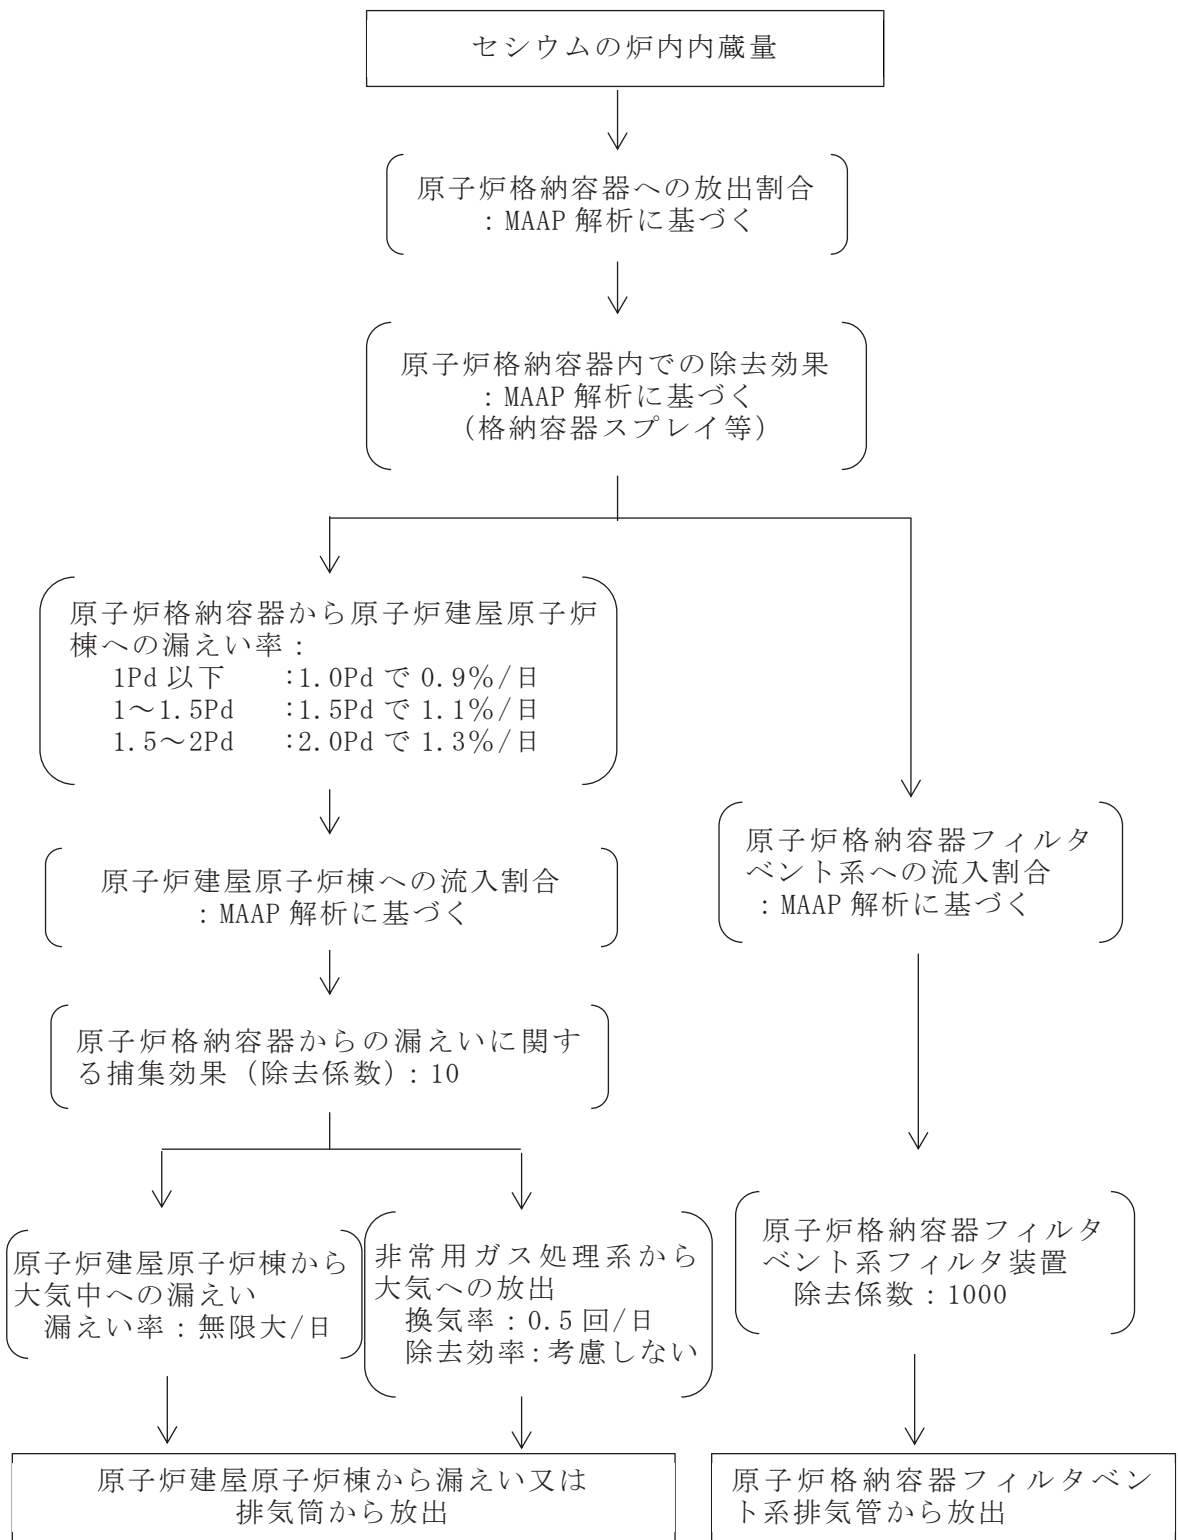 セシウムの炉内内蔵量
原子炉格納容器への放出割合
：MAAP 解析に基づく
原子炉格納容器内での除去効果
：MAAP 解析に基づく
（格納容器スプレイ等）
原子炉格納容器から原子炉建屋原子炉
棟への漏えい率：
1Pd 以下　：1.0Pd で 0.9％/日
1～1.5Pd　：1.5Pd で 1.1％/日
1.5～2Pd　：2.0Pd で 1.3％/日
原子炉建屋原子炉棟への流入割合
：MAAP 解析に基づく
原子炉格納容器からの漏えいに関す
る捕集効果（除去係数）：10
原子炉建屋原子炉棟から
大気中への漏えい
漏えい率：無限大/日
非常用ガス処理系から
大気への放出
換気率：0.5 回/日
除去効率：考慮しない
原子炉建屋原子炉棟から漏えい又は
排気筒から放出
原子炉格納容器フィルタ
ベント系への流入割合
：MAAP 解析に基づく
原子炉格納容器フィルタ
ベント系フィルタ装置
除去係数：1000
原子炉格納容器フィルタベン
ト系排気管から放出